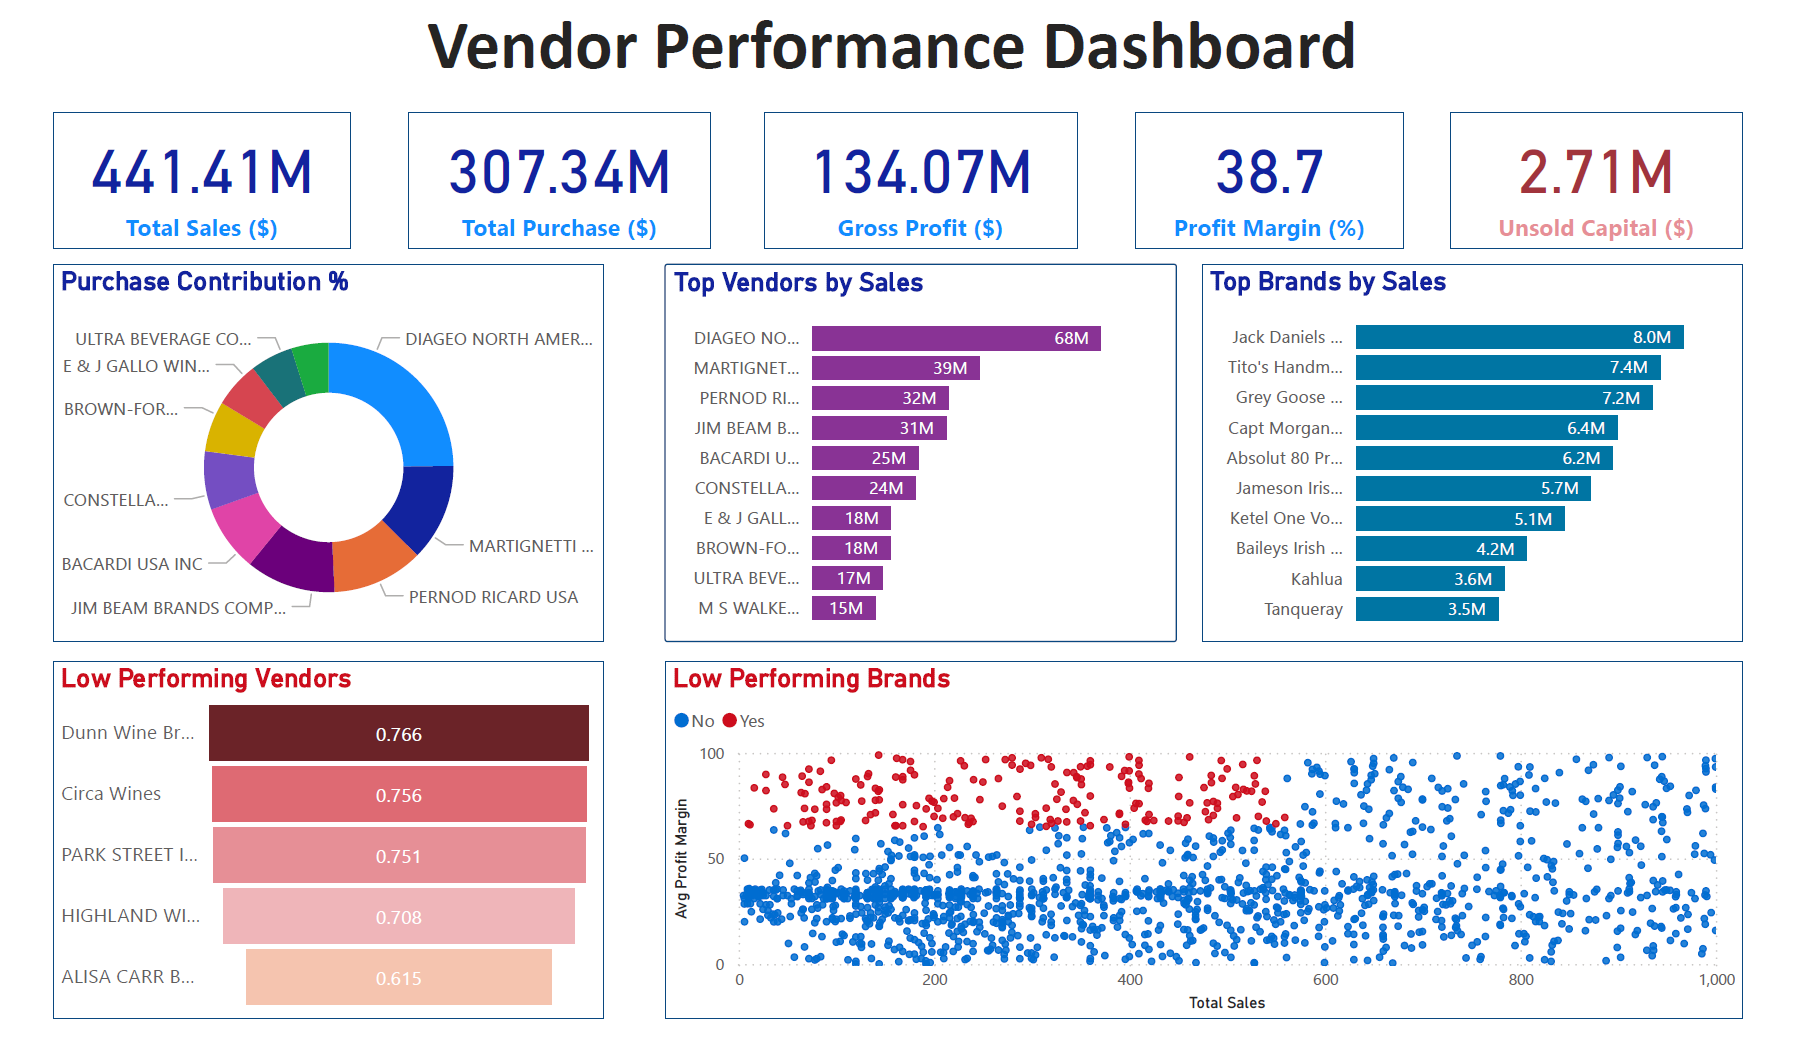 Vendor Performance Dashboard
441.41M
Total Sales ($)
307.34M
Total Purchase ($)
134.07M
Gross Profit ($)
38.7
Profit Margin (%)
2.71M
Unsold Capital ($)
Purchase Contribution %
ULTRA BEVERAGE CO...
DIAGEO NORTH AMER...
E & J GALLO WIN...
BROWN-FOR...
CONSTELLA...
MARTIGNETTI ...
BACARDI USA INC
PERNOD RICARD USA
JIM BEAM BRANDS COMP...
Top Vendors by Sales
DIAGEO NO... 68M
MARTIGNET... 39M
PERNOD RI... 32M
JIM BEAM B... 31M
BACARDI U... 25M
CONSTELLA... 24M
E & J GALL... 18M
BROWN-FO... 18M
ULTRA BEVE... 17M
M S WALKE... 15M
Top Brands by Sales
Jack Daniels ... 8.0M
Tito's Handm... 7.4M
Grey Goose ... 7.2M
Capt Morgan... 6.4M
Absolut 80 Pr... 6.2M
Jameson Iris... 5.7M
Ketel One Vo... 5.1M
Baileys Irish ... 4.2M
Kahlua 3.6M
Tanqueray 3.5M
Low Performing Vendors
Dunn Wine Br... 0.766
Circa Wines 0.756
PARK STREET I... 0.751
HIGHLAND WI... 0.708
ALISA CARR B... 0.615
Low Performing Brands
No Yes
100
50
0
Avg Profit Margin
0 200 400 600 800 1,000
Total Sales